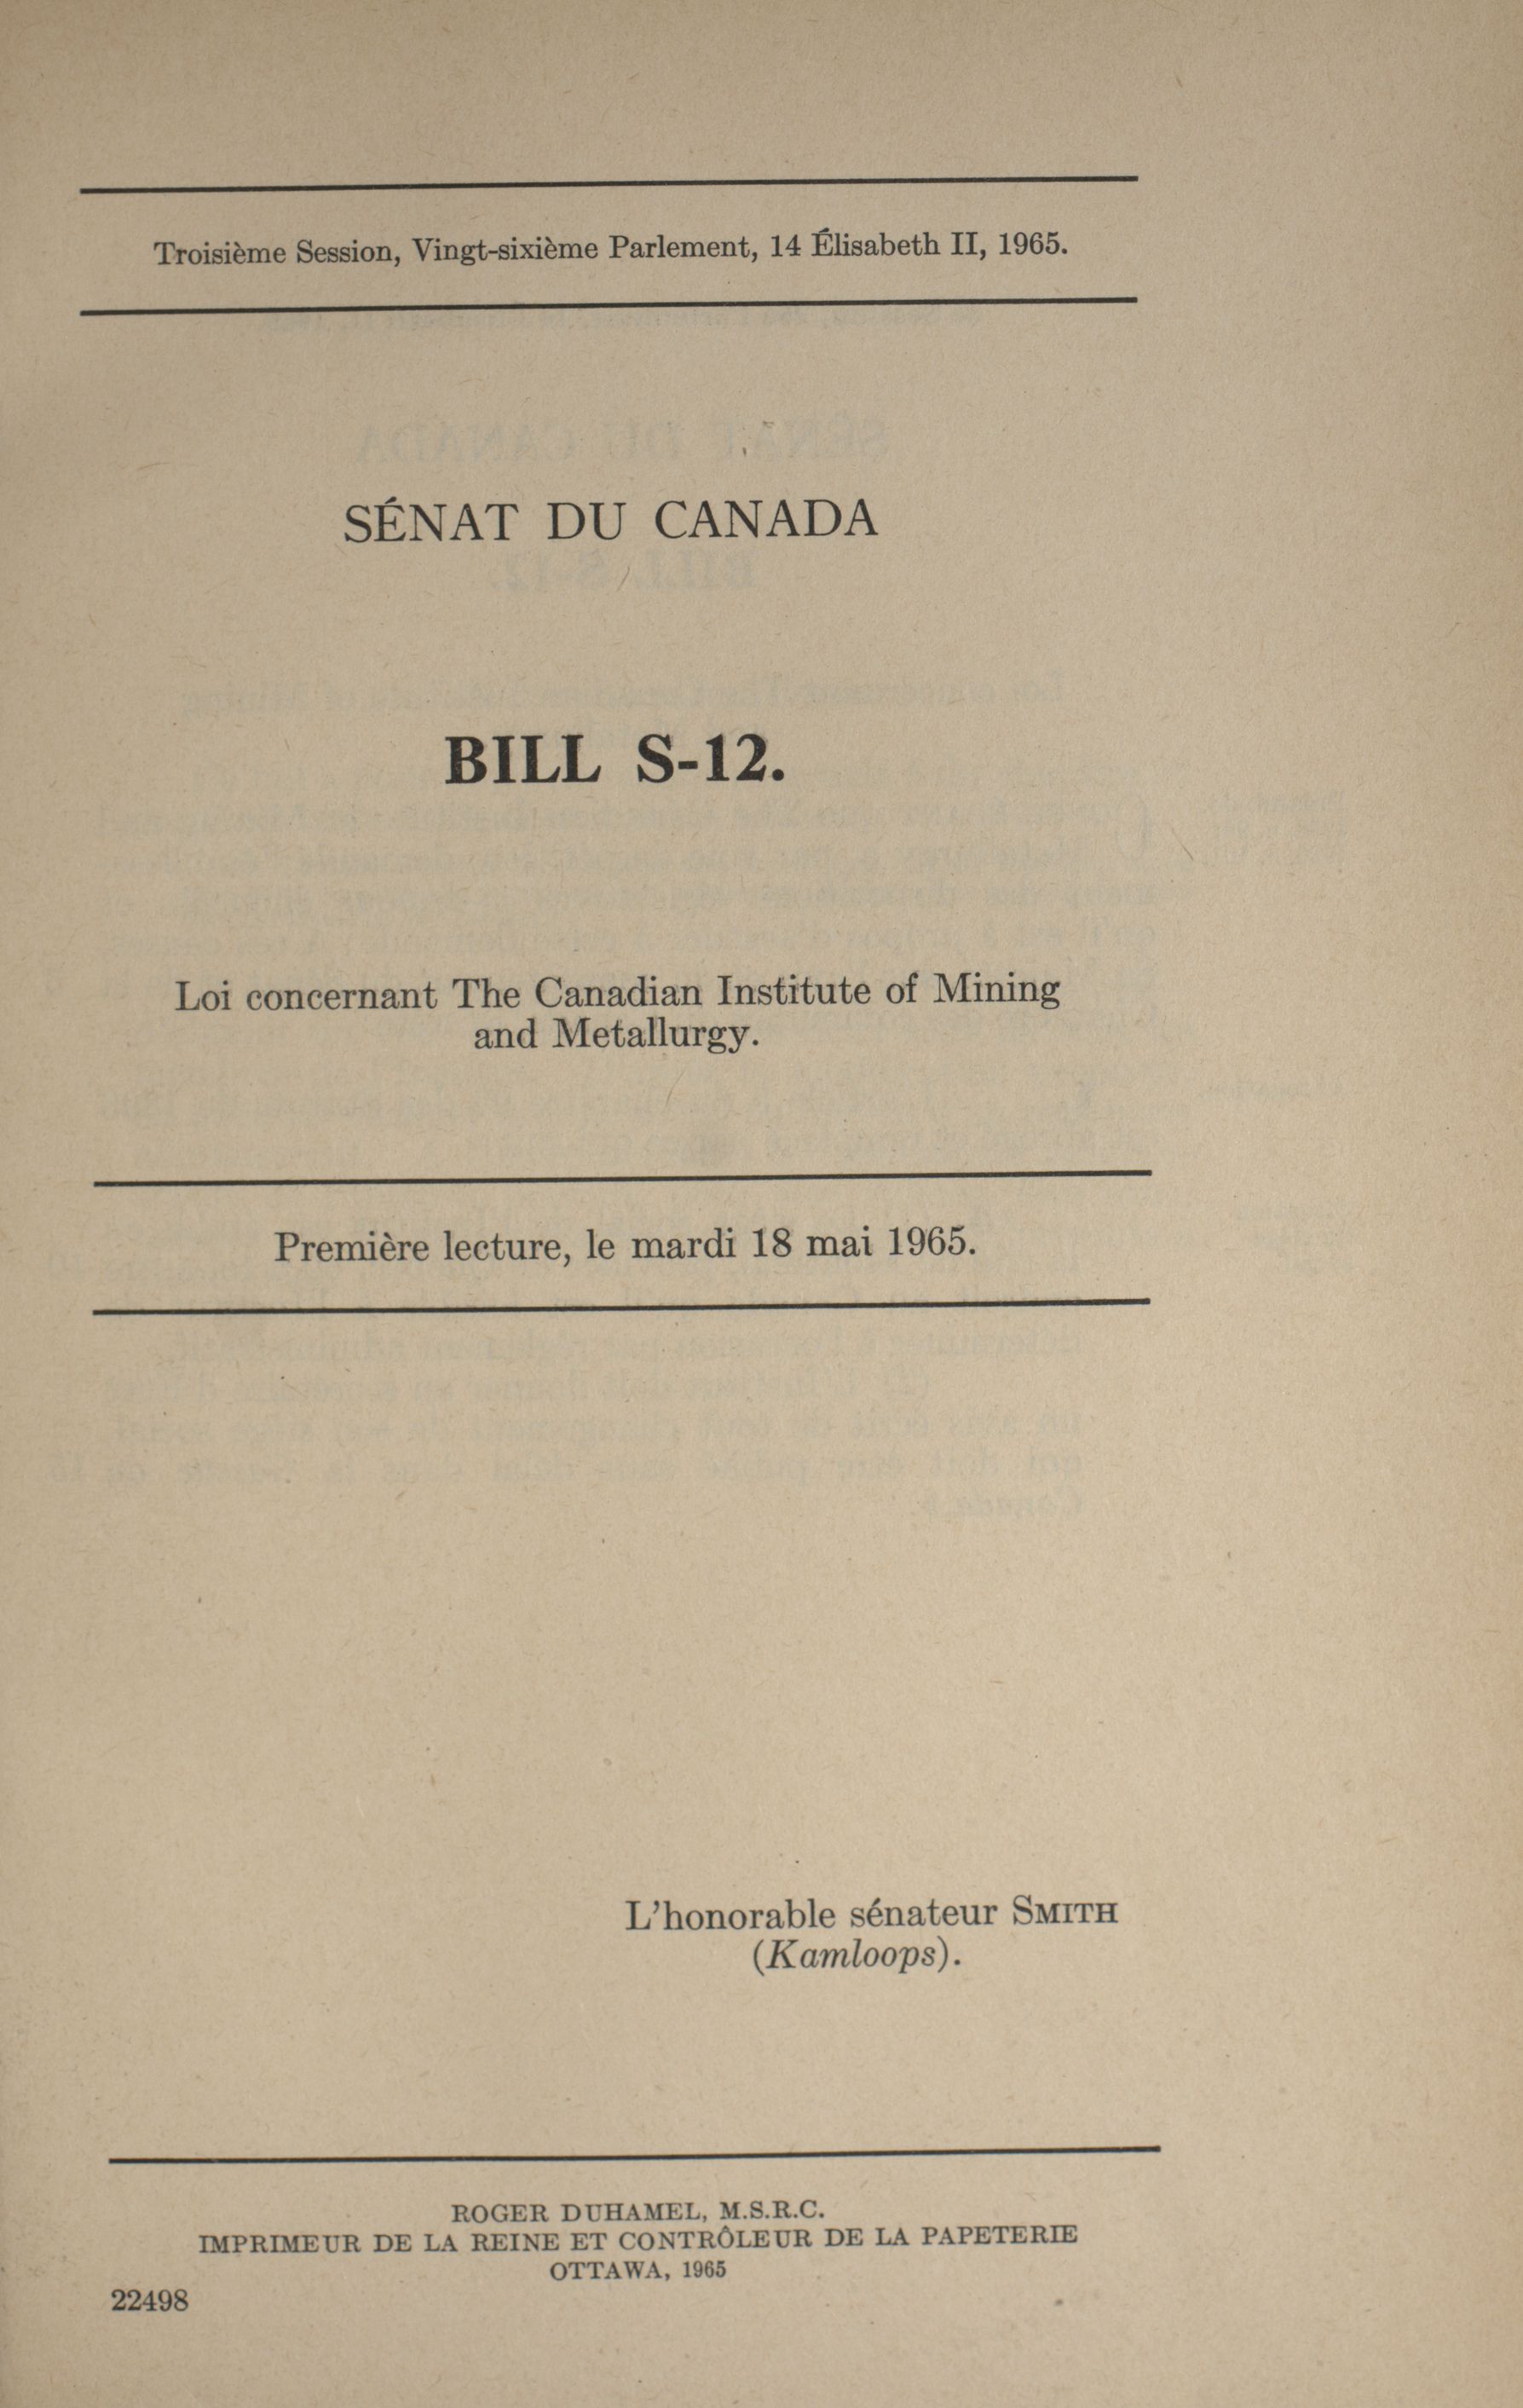 Troisième Session, Vingt-sixième Parlement, 14 Élisabeth II, 1965.
SÉNAT DU CANADA
BILL S-12.
Loi concernant The Canadian Institute of Mining
and Metallurgy.
Première lecture, le mardi 18 mai 1965.
L'honorable sénateur SMITH
(Kamloops).
ROGER DUHAMEL, M.S.R.C.
IMPRIMEUR DE LA REINE ET CONTRÔLEUR DE LA PAPETERIE
OTTAWA, 1965
22498